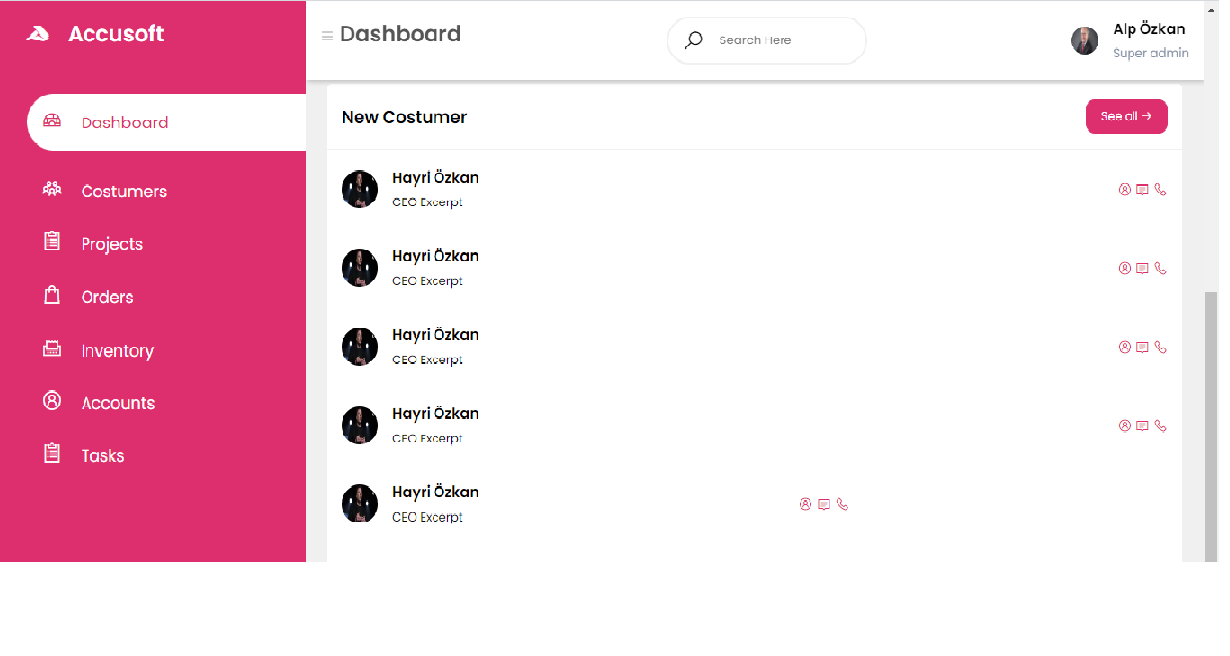 Accusoft
Dashboard
Costumers
Projects
Orders
Inventory
Accounts
Tasks
Dashboard
Search Here
Alp Özkan
Super admin
New Costumer
See all →
Hayri Özkan
CEO Excerpt
Hayri Özkan
CEO Excerpt
Hayri Özkan
CEO Excerpt
Hayri Özkan
CEO Excerpt
Hayri Özkan
CEO Excerpt